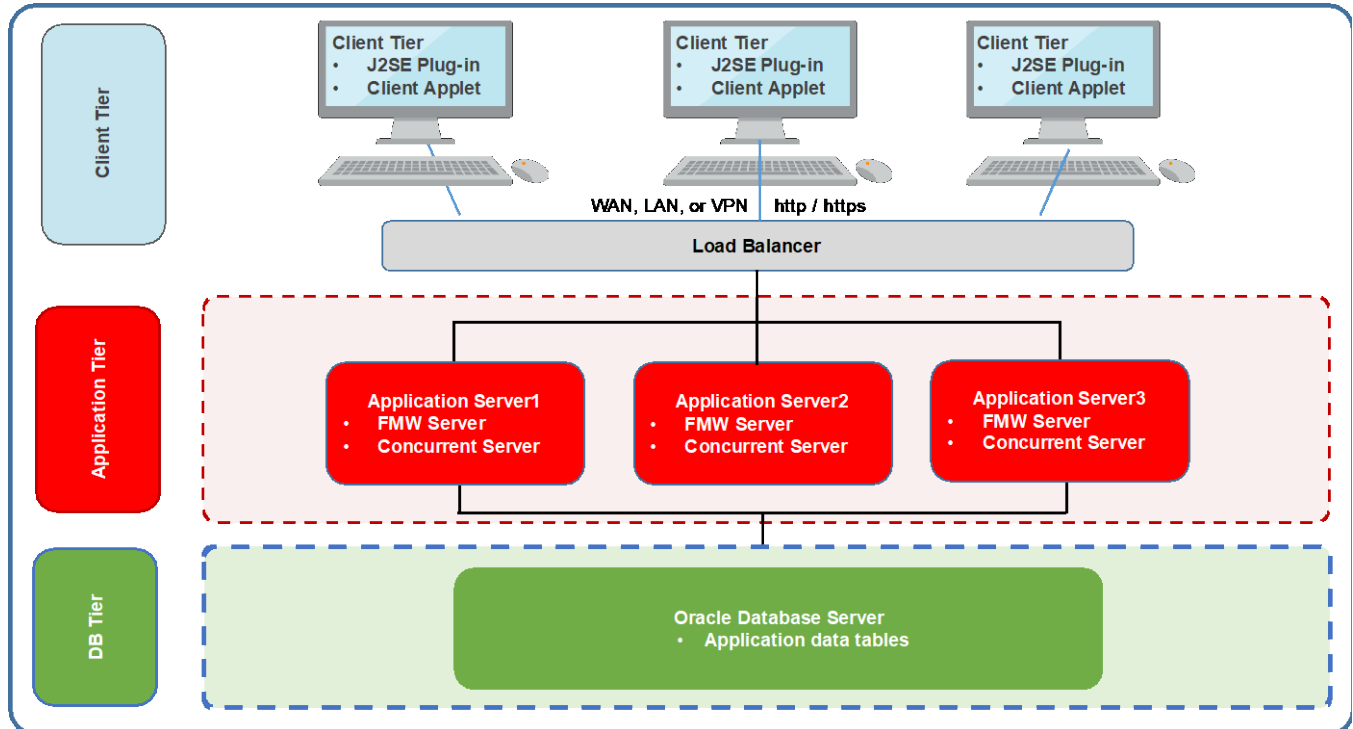 Client Tier
Client Tier
• J2SE Plug-in
• Client Applet
Client Tier
• J2SE Plug-in
• Client Applet
Client Tier
• J2SE Plug-in
• Client Applet
WAN, LAN, or VPN http / https
Load Balancer
Application Tier
Application Server1
• FMW Server
• Concurrent Server
Application Server2
• FMW Server
• Concurrent Server
Application Server3
• FMW Server
• Concurrent Server
DB Tier
Oracle Database Server
• Application data tables